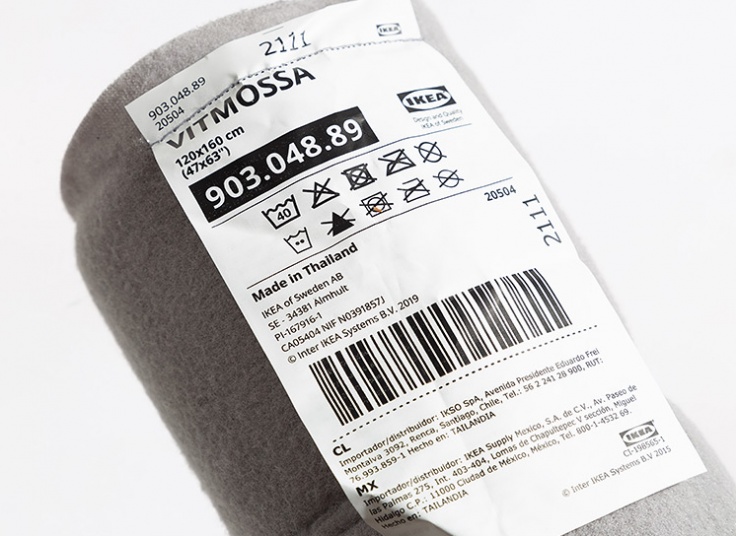 2111
IKEA
903.048.89
20504
VITMOSSA
120x160 cm
(47x63")
903.048.89
IKEA
Design and Quality
IKEA of Sweden
40
20504
2111
Made in Thailand
IKEA of Sweden AB
SE - 34381 Älmhult
PI-167916-1
CA05404 NIF N0391857J
© Inter IKEA Systems B.V. 2019
CL
Importador/distribuidor: IKSO SpA, Avenida Presidente Eduardo Frei
Montalva 3092, Renca, Santiago, Chile, Tel.: 56 2 241 28 900, RUT:
76.993.859-1 Hecho en: TAILANDIA
MX
Importador/distribuidor: IKEA Supply Mexico, S.A. de C.V., Av. Paseo de
las Palmas 275, Int. 403-404, Lomas de Chapultepec V sección, Miguel
Hidalgo C.P.: 11000 Ciudad de México, México, Tel. 800-1-4532 69.
Hecho en: TAILANDIA
IKEA
CI-198565-1
© Inter IKEA Systems B.V 2015